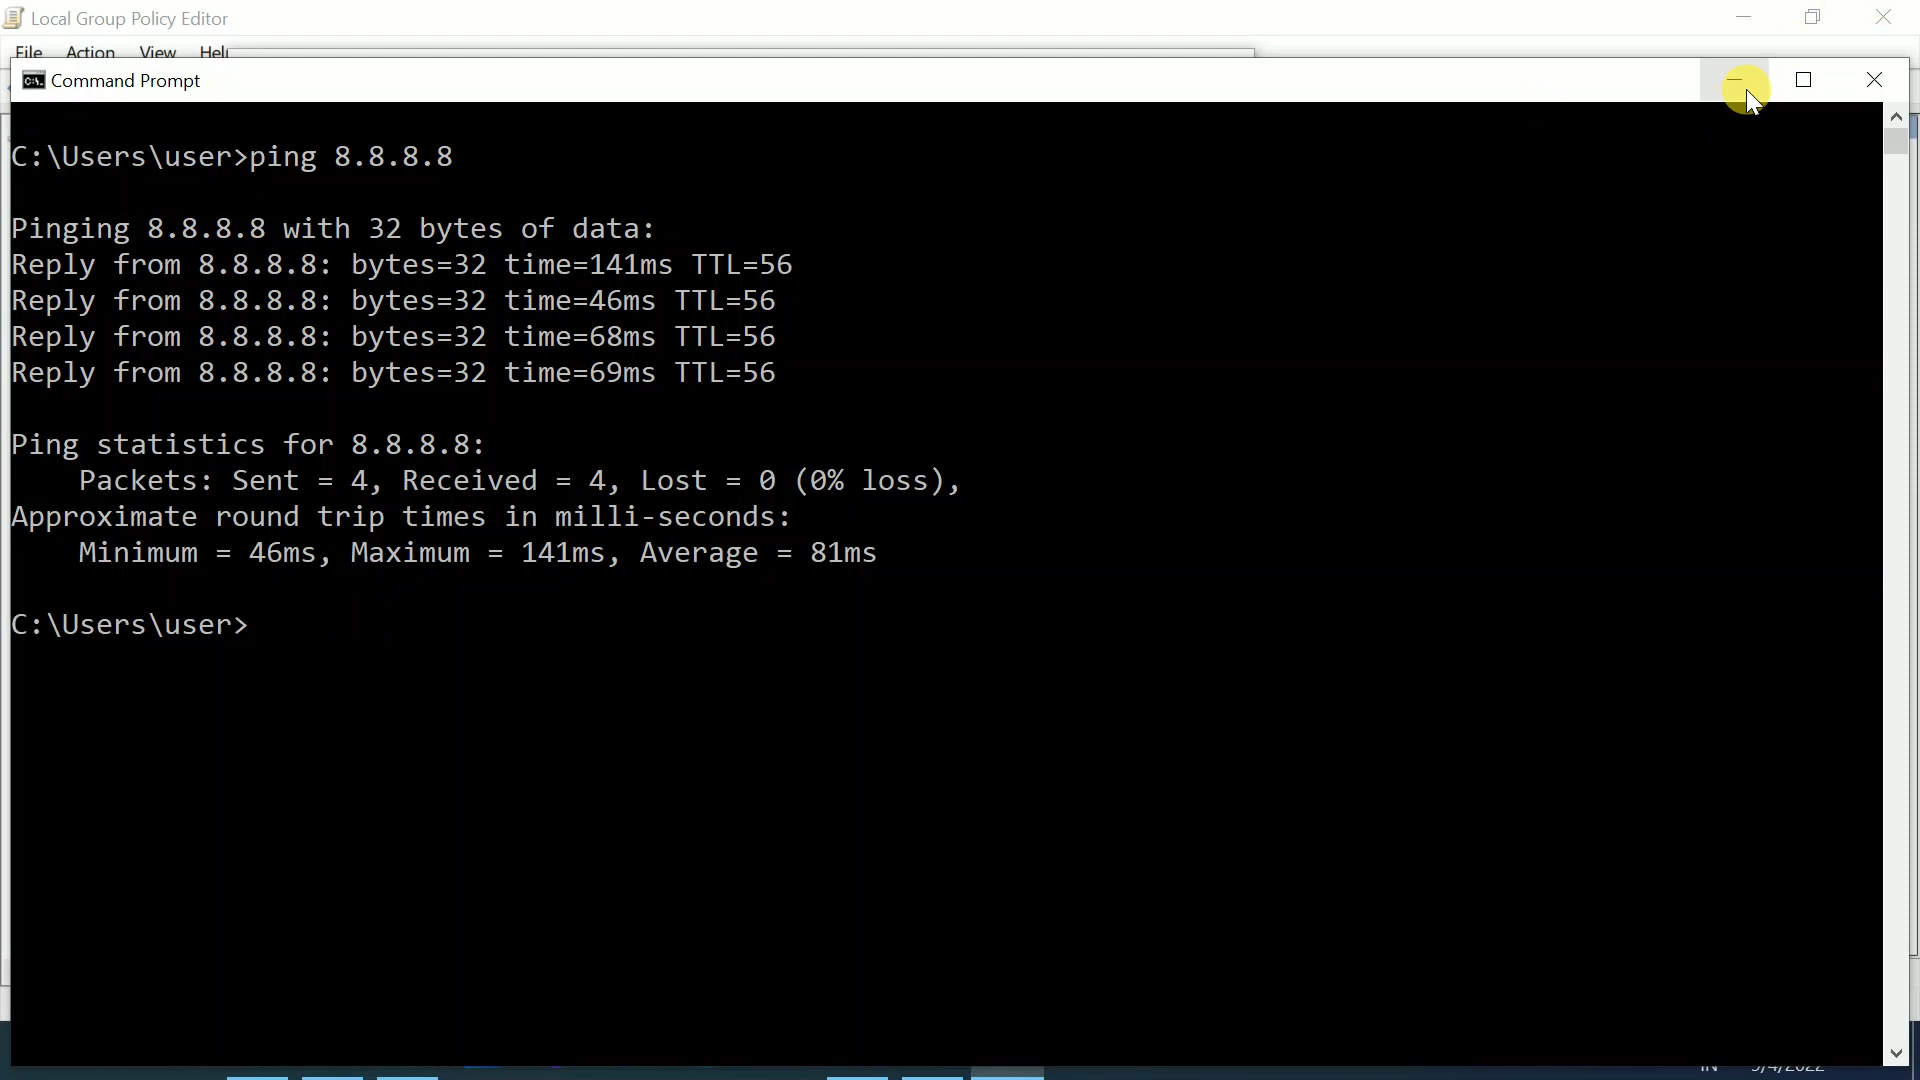 Local Group Policy Editor
File Action View Help
Command Prompt
C:\Users\user>ping 8.8.8.8
Pinging 8.8.8.8 with 32 bytes of data:
Reply from 8.8.8.8: bytes=32 time=141ms TTL=56
Reply from 8.8.8.8: bytes=32 time=46ms TTL=56
Reply from 8.8.8.8: bytes=32 time=68ms TTL=56
Reply from 8.8.8.8: bytes=32 time=69ms TTL=56
Ping statistics for 8.8.8.8:
Packets: Sent = 4, Received = 4, Lost = 0 (0% loss),
Approximate round trip times in milli-seconds:
Minimum = 46ms, Maximum = 141ms, Average = 81ms
C:\Users\user>